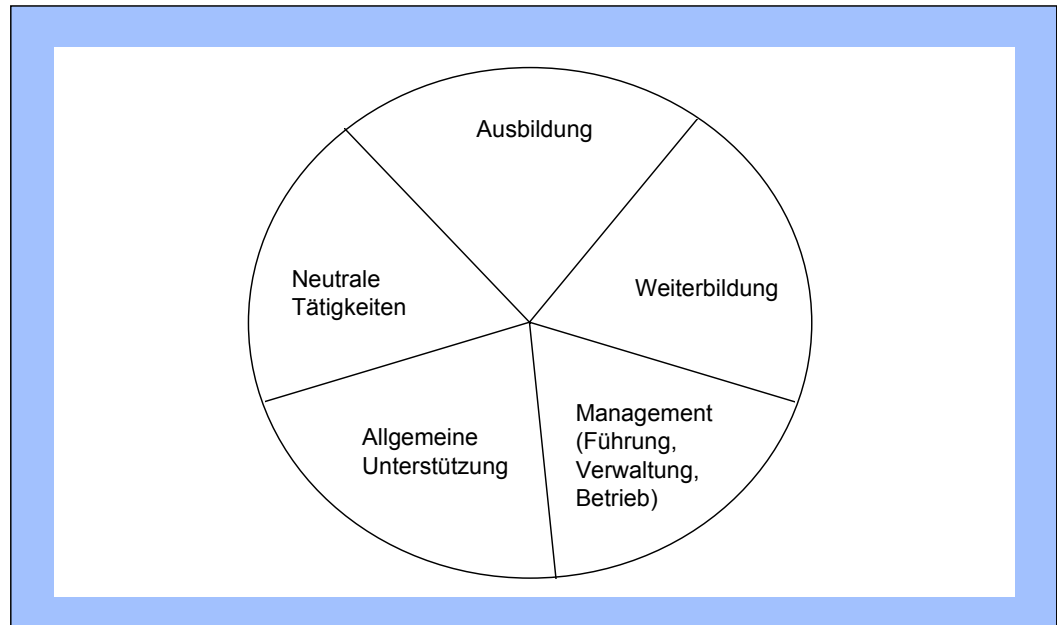 Ausbildung
Weiterbildung
Neutrale
Tätigkeiten
Management
(Führung,
Verwaltung,
Betrieb)
Allgemeine
Unterstützung